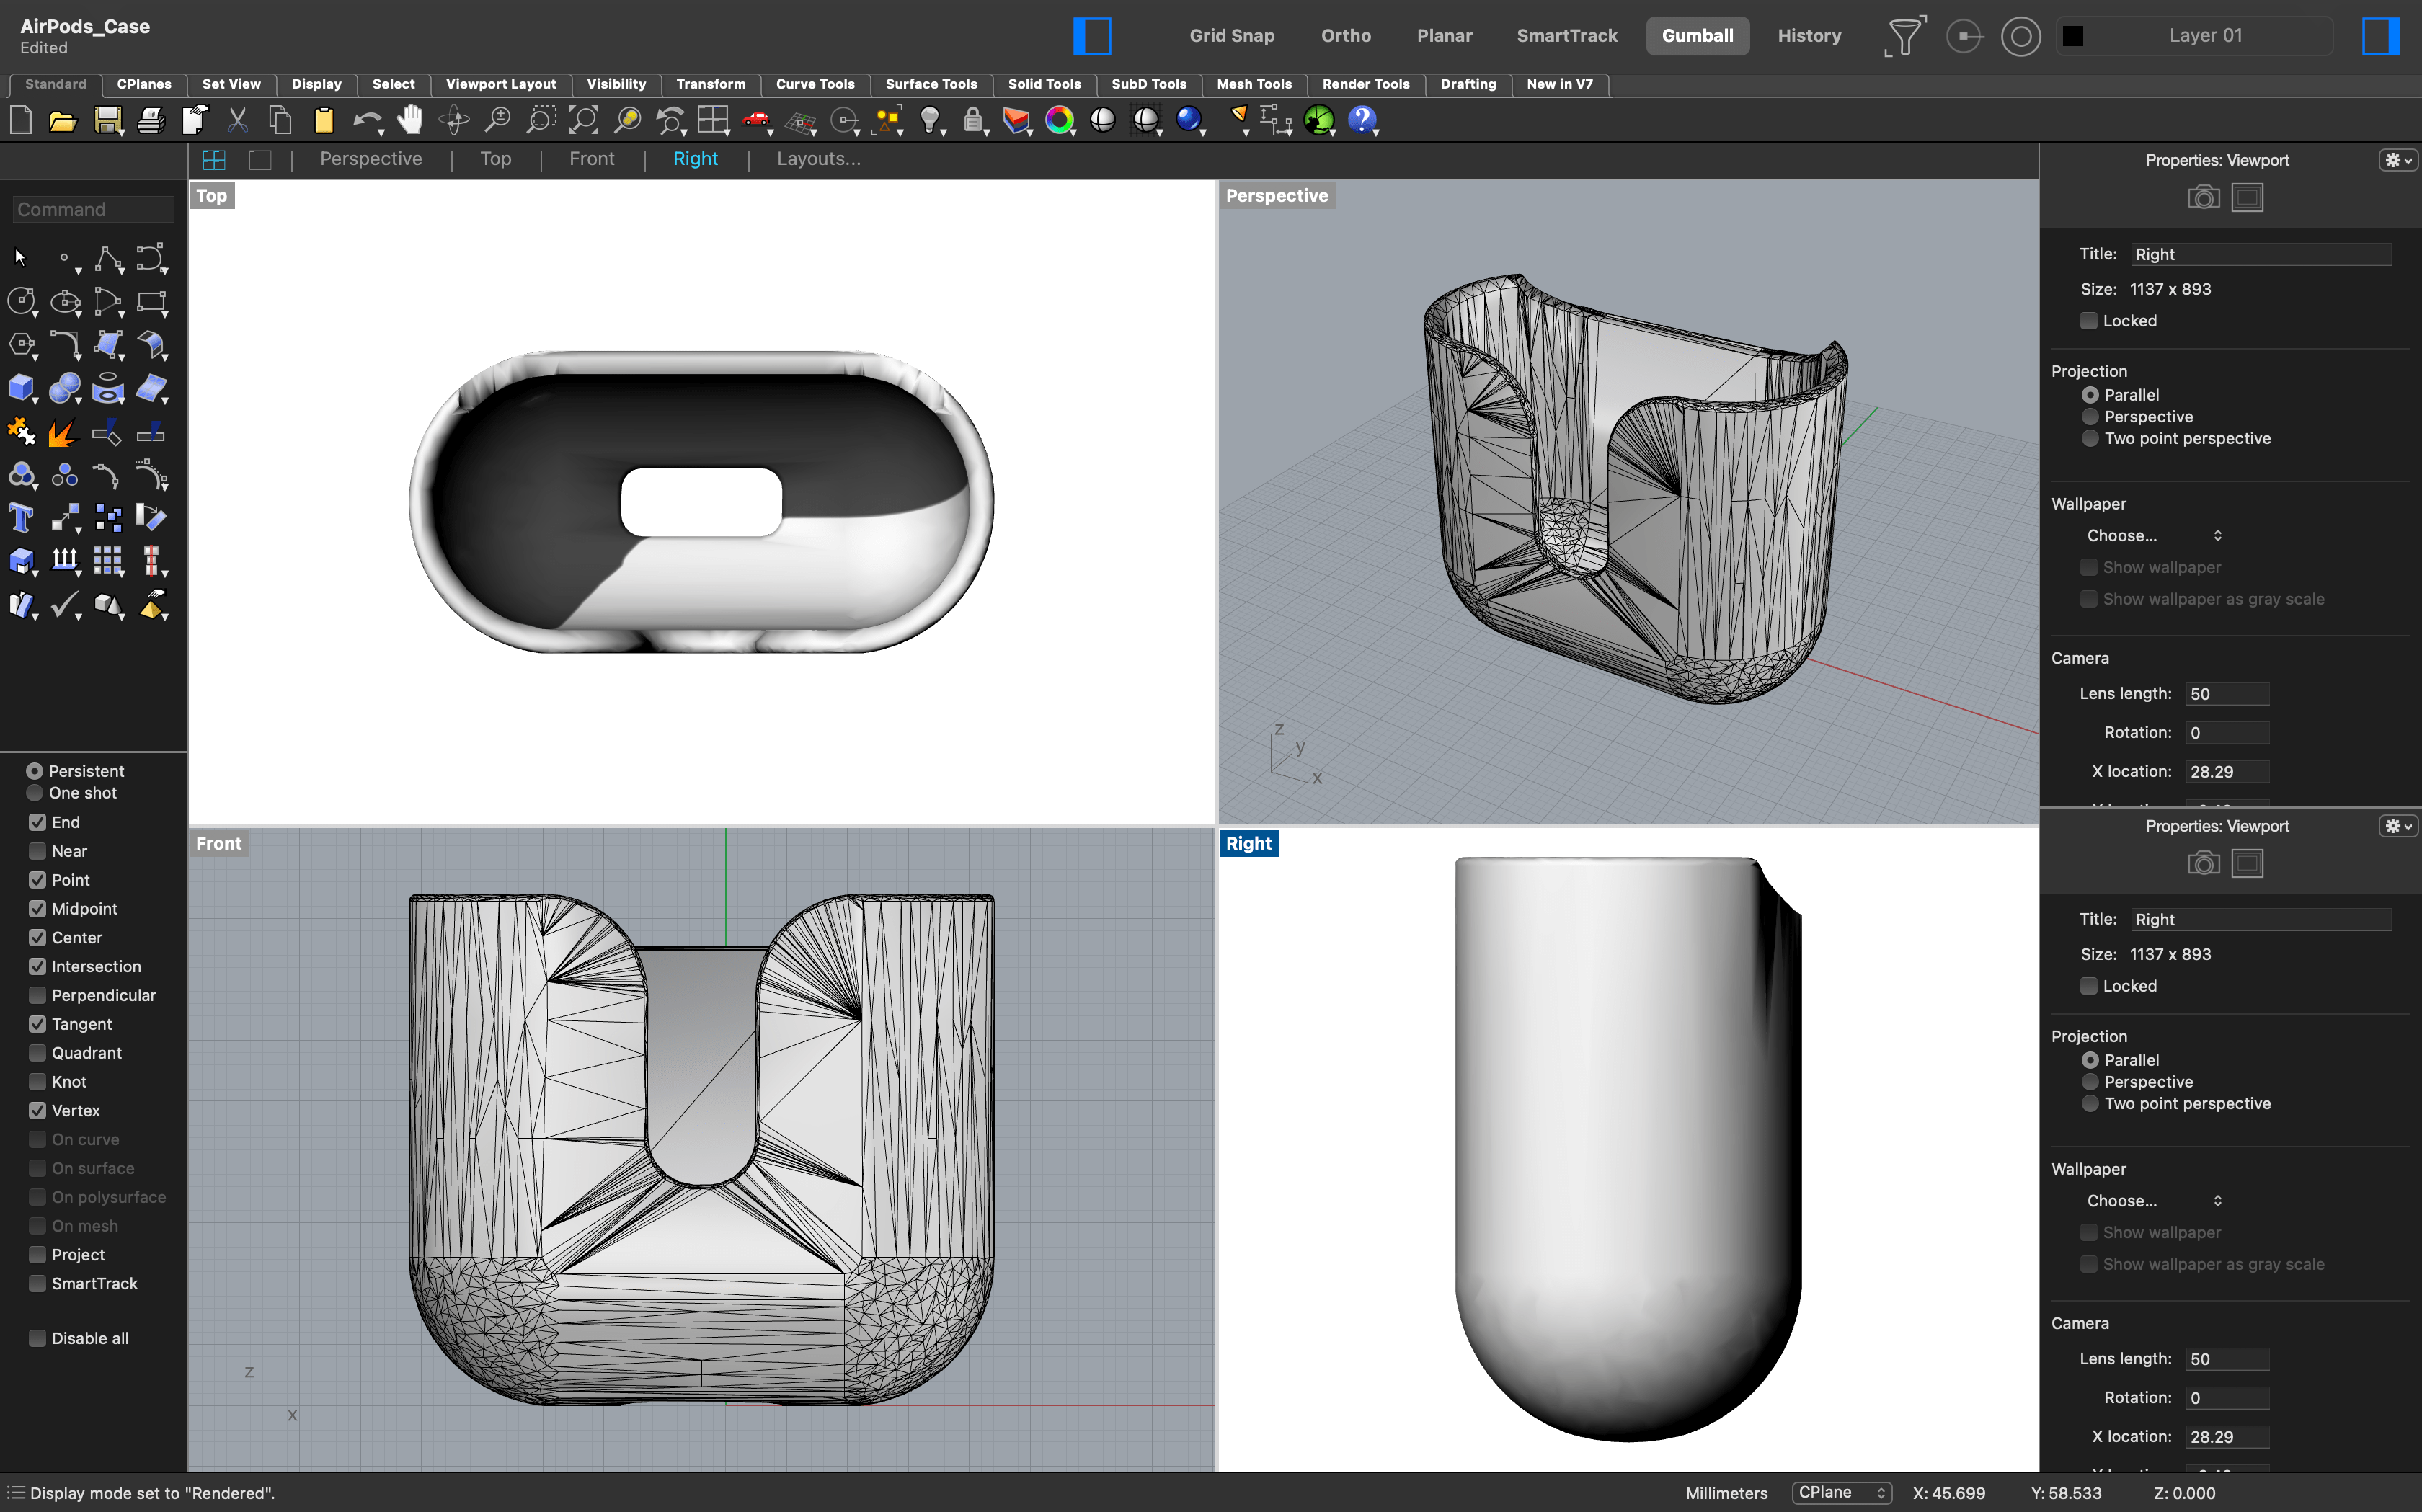 AirPods_Case
Edited
Grid Snap Ortho Planar SmartTrack Gumball History Layer 01
Standard CPlanes Set View Display Select Viewport Layout Visibility Transform Curve Tools Surface Tools Solid Tools SubD Tools Mesh Tools Render Tools Drafting New in V7
Perspective | Top | Front | Right | Layouts...
Command
Persistent
One shot
End
Near
Point
Midpoint
Center
Intersection
Perpendicular
Tangent
Quadrant
Knot
Vertex
On curve
On surface
On polysurface
On mesh
Project
SmartTrack
Disable all
Top
Perspective
z
y
x
Front
z
x
Right
Properties: Viewport
Title: Right
Size: 1137 x 893
Locked
Projection
Parallel
Perspective
Two point perspective
Wallpaper
Choose...
Show wallpaper
Show wallpaper as gray scale
Camera
Lens length: 50
Rotation: 0
X location: 28.29
Properties: Viewport
Title: Right
Size: 1137 x 893
Locked
Projection
Parallel
Perspective
Two point perspective
Wallpaper
Choose...
Show wallpaper
Show wallpaper as gray scale
Camera
Lens length: 50
Rotation: 0
X location: 28.29
Display mode set to "Rendered". Millimeters CPlane X: 45.699 Y: 58.533 Z: 0.000